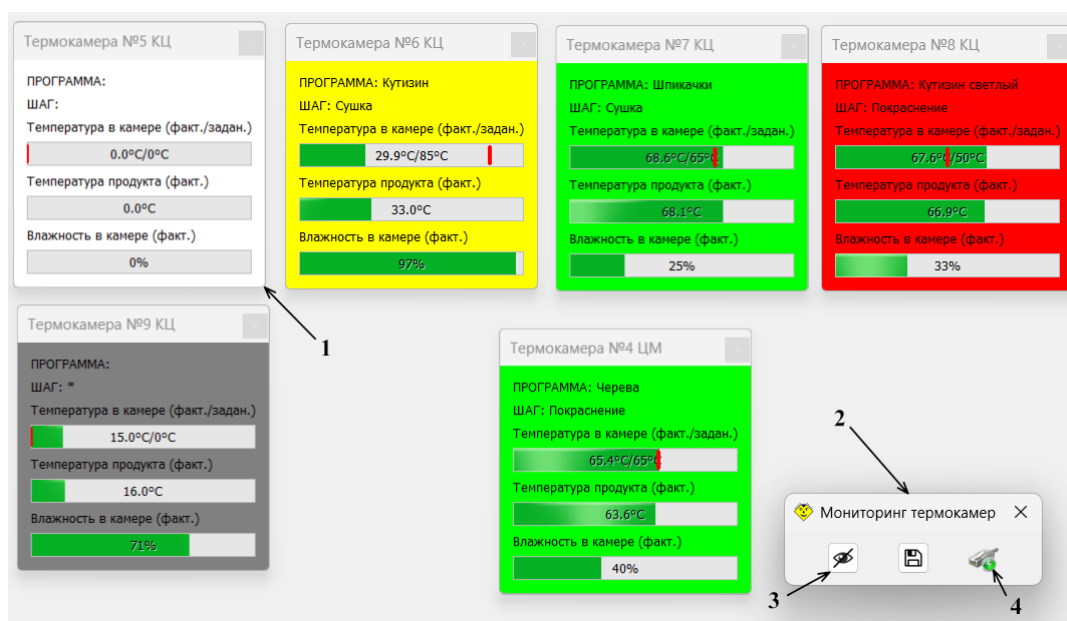 Термокамера №5 КЦ
ПРОГРАММА:
ШАГ:
Температура в камере (факт./задан.)
0.0°C/0°C
Температура продукта (факт.)
0.0°C
Влажность в камере (факт.)
0%
Термокамера №6 КЦ
ПРОГРАММА: Кутизин
ШАГ: Сушка
Температура в камере (факт./задан.)
29.9°C/85°C
Температура продукта (факт.)
33.0°C
Влажность в камере (факт.)
97%
Термокамера №7 КЦ
ПРОГРАММА: Шпикачки
ШАГ: Сушка
Температура в камере (факт./задан.)
68.6°C/65°C
Температура продукта (факт.)
68.1°C
Влажность в камере (факт.)
25%
Термокамера №8 КЦ
ПРОГРАММА: Кутизин светлый
ШАГ: Покраснение
Температура в камере (факт./задан.)
67.6°C/50°C
Температура продукта (факт.)
66.9°C
Влажность в камере (факт.)
33%
1
Термокамера №9 КЦ
ПРОГРАММА:
ШАГ: *
Температура в камере (факт./задан.)
15.0°C/0°C
Температура продукта (факт.)
16.0°C
Влажность в камере (факт.)
71%
Термокамера №4 ЦМ
ПРОГРАММА: Черева
ШАГ: Покраснение
Температура в камере (факт./задан.)
65.4°C/65°C
Температура продукта (факт.)
63.6°C
Влажность в камере (факт.)
40%
2
Мониторинг термокамер
3
4